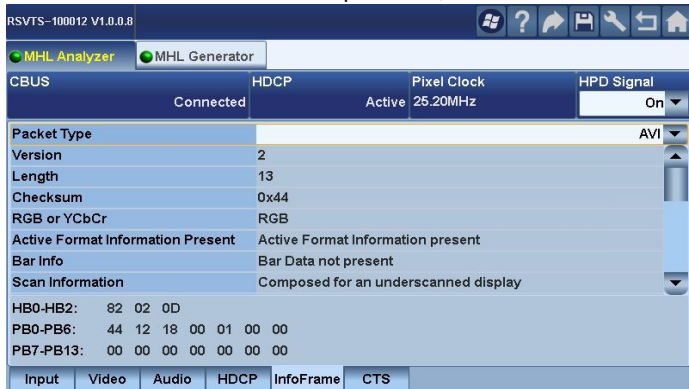 RSVTS-100012 V1.0.0.8
?
MHL Analyzer MHL Generator
CBUS HDCP Pixel Clock HPD Signal
Connected Active 25.20MHz On
Packet Type AVI
Version 2
Length 13
Checksum 0x44
RGB or YCbCr RGB
Active Format Information Present Active Format Information present
Bar Info Bar Data not present
Scan Information Composed for an underscanned display
HB0-HB2: 82 02 0D
PB0-PB6: 44 12 18 00 01 00 00
PB7-PB13: 00 00 00 00 00 00 00
Input Video Audio HDCP InfoFrame CTS